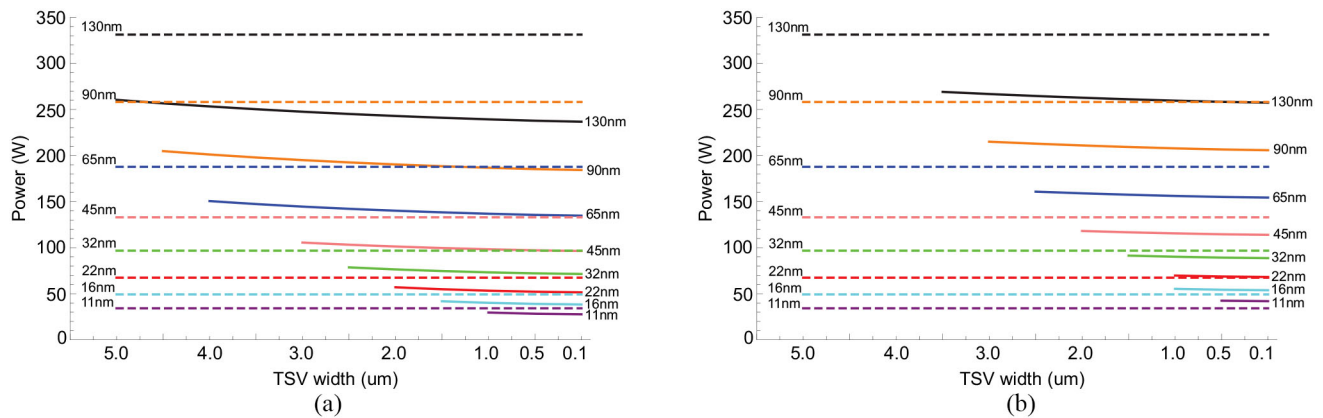 350
300
250
200
150
100
50
0
Power (W)
130nm
90nm
65nm
45nm
32nm
22nm
16nm
11nm
130nm
90nm
65nm
45nm
32nm
22nm
16nm
11nm
5.0 4.0 3.0 2.0 1.0 0.5 0.1
TSV width (um)
(a)
350
300
250
200
150
100
50
0
Power (W)
130nm
90nm
65nm
45nm
32nm
22nm
16nm
11nm
130nm
90nm
65nm
45nm
32nm
22nm
16nm
11nm
5.0 4.0 3.0 2.0 1.0 0.5 0.1
TSV width (um)
(b)